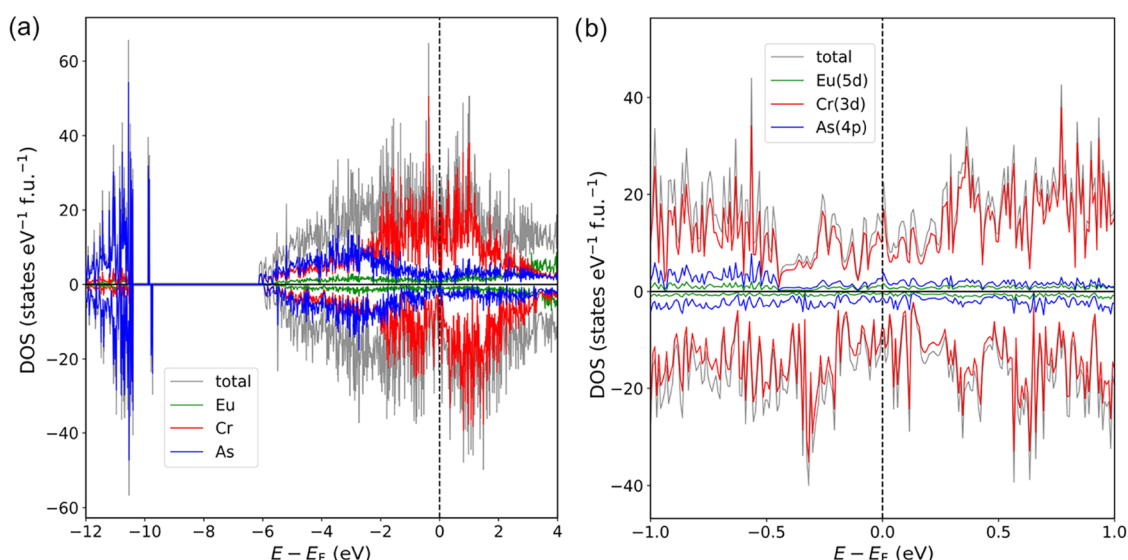 (a)
DOS (states eV⁻¹ f.u.⁻¹)
60
40
20
0
−20
−40
−60
total
Eu
Cr
As
−12
−10
−8
−6
−4
−2
0
2
4
E − E_F (eV)
(b)
DOS (states eV⁻¹ f.u.⁻¹)
40
20
0
−20
−40
total
Eu(5d)
Cr(3d)
As(4p)
−1.0
−0.5
0.0
0.5
1.0
E − E_F (eV)